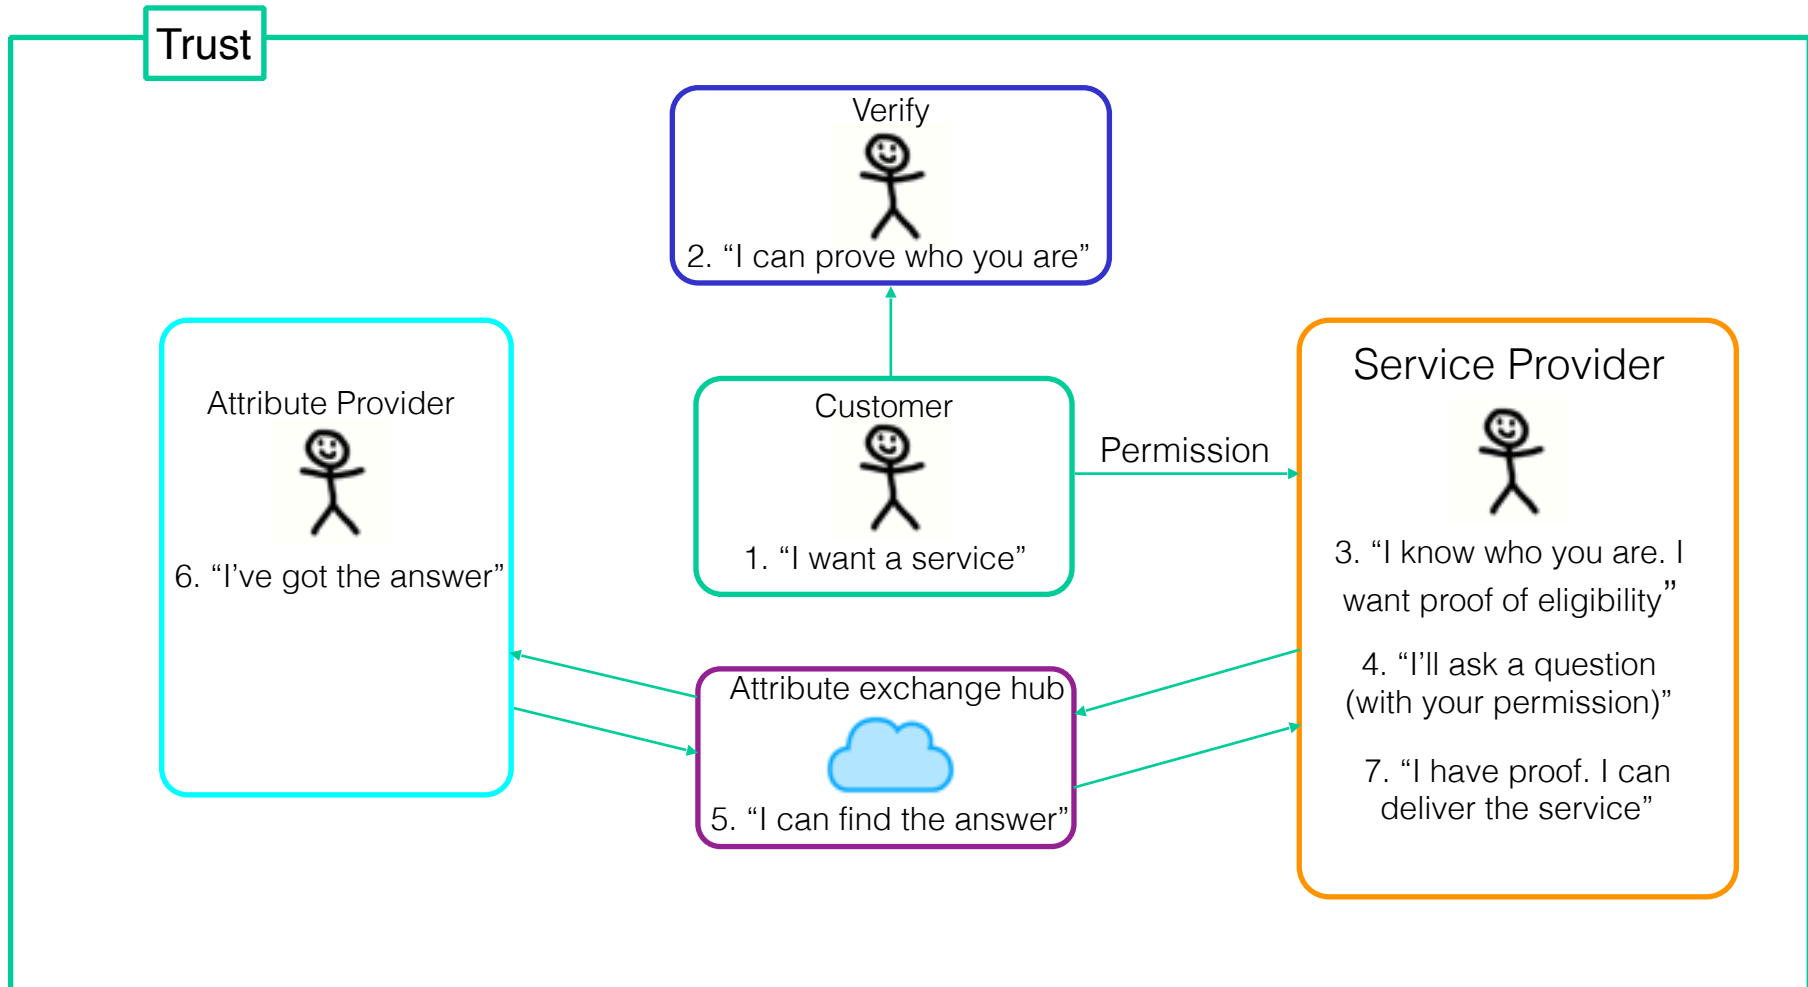 Trust
Verify
2. “I can prove who you are”
Customer
1. “I want a service”
Permission
Service Provider
3. “I know who you are. I
want proof of eligibility”
4. “I’ll ask a question
(with your permission)”
7. “I have proof. I can
deliver the service”
Attribute Provider
6. “I’ve got the answer”
Attribute exchange hub
5. “I can find the answer”